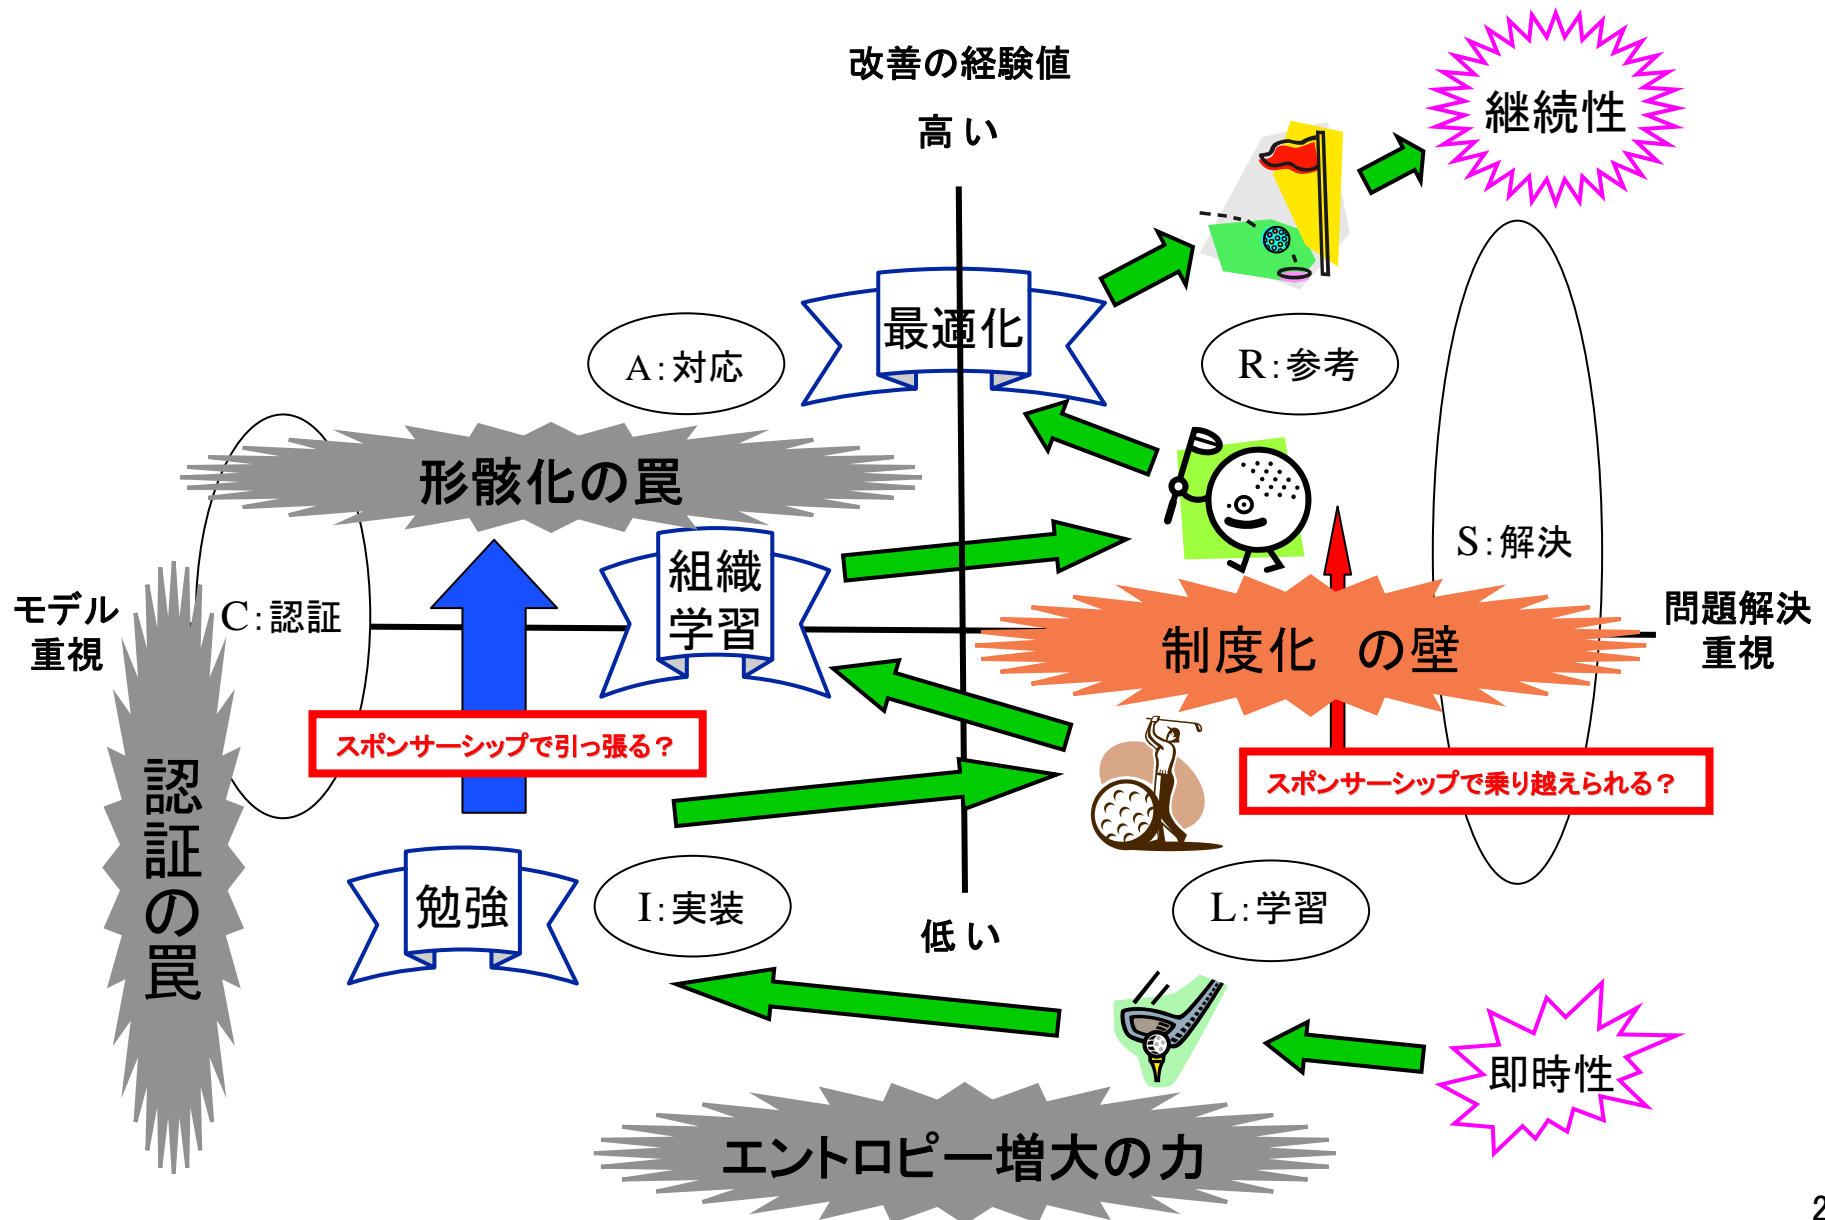 改善の経験値
高い
継続性
最適化
A:対応
R:参考
形骸化の罠
組織
学習
S:解決
モデル
重視
C:認証
制度化 の壁
問題解決
重視
スポンサーシップで引っ張る?
スポンサーシップで乗り越えられる?
認証の罠
勉強
I:実装
L:学習
低い
即時性
エントロピー増大の力
2